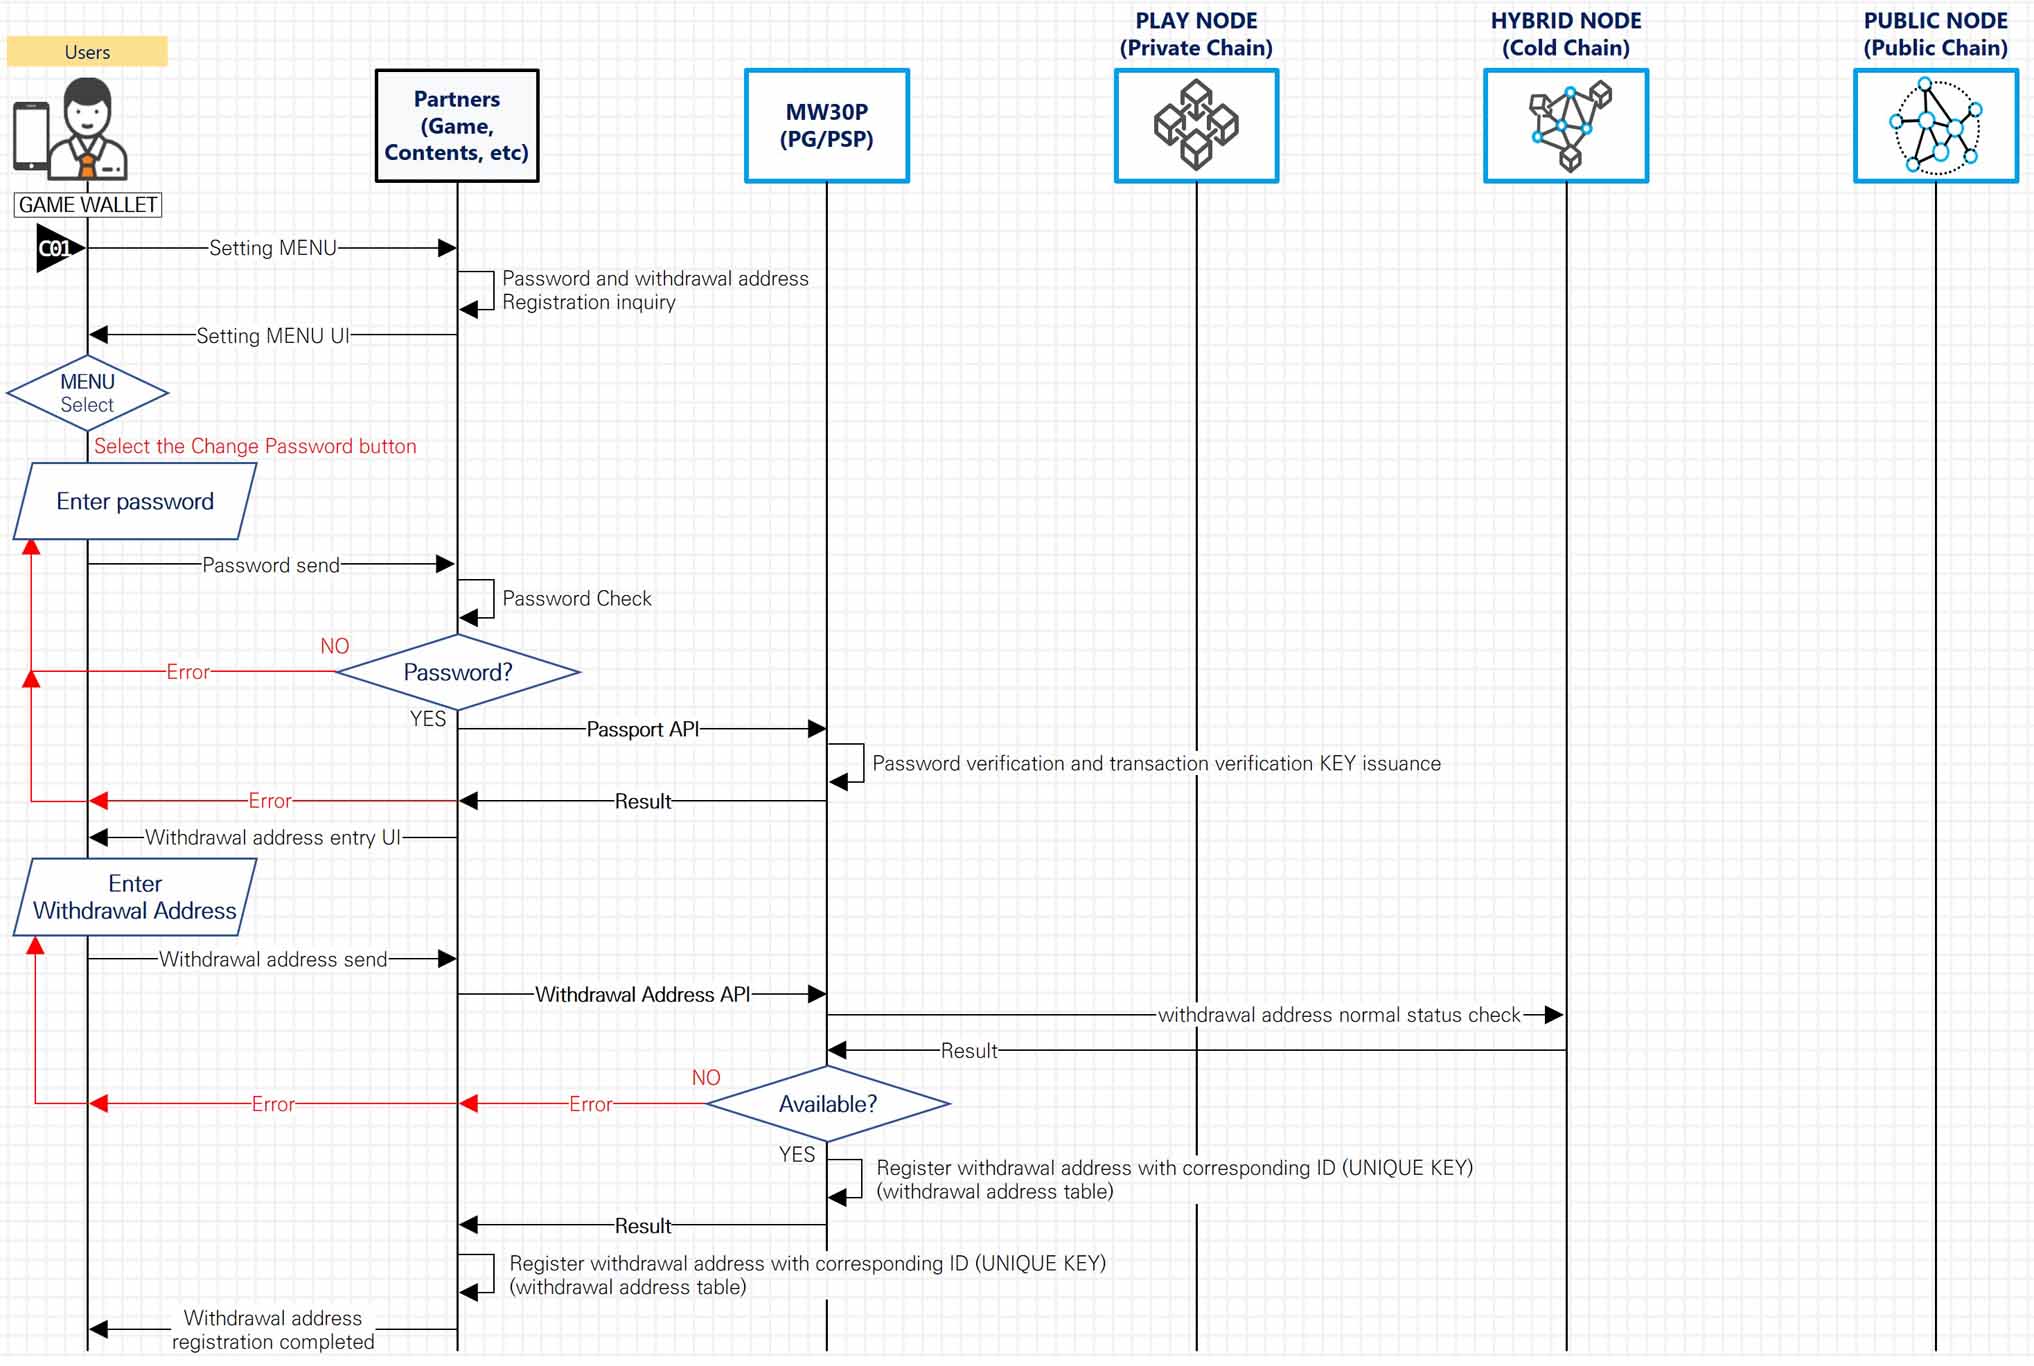 PLAY NODE
(Private Chain)
HYBRID NODE
(Cold Chain)
PUBLIC NODE
(Public Chain)
Users
Partners
(Game,
Contents, etc)
MW30P
(PG/PSP)
GAME WALLET
C01
Setting MENU
Password and withdrawal address
Registration inquiry
Setting MENU UI
MENU
Select
Select the Change Password button
Enter password
Password send
Password Check
NO
Error
Password?
YES
Passport API
Password verification and transaction verification KEY issuance
Error
Result
Withdrawal address entry UI
Enter
Withdrawal Address
Withdrawal address send
Withdrawal Address API
withdrawal address normal status check
Result
NO
Error
Error
Available?
YES
Register withdrawal address with corresponding ID (UNIQUE KEY)
(withdrawal address table)
Result
Register withdrawal address with corresponding ID (UNIQUE KEY)
(withdrawal address table)
Withdrawal address
registration completed